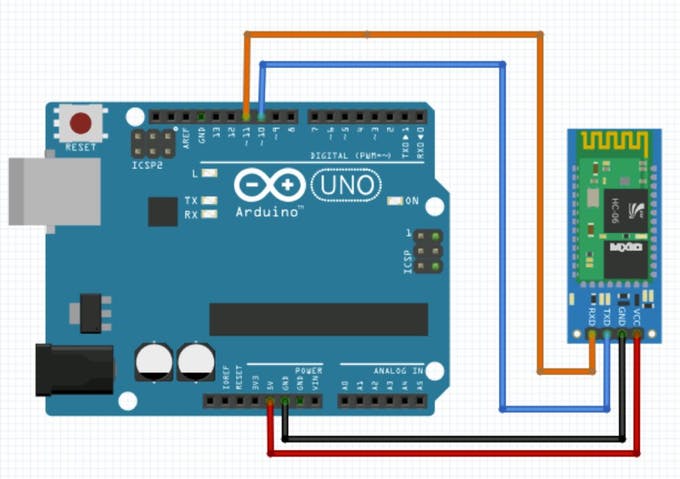 RESET
ICSP2
AREF
GND
13
12
~11
~10
~9
8
7
~6
~5
4
~3
2
TXD▶1
RXD◀0
DIGITAL (PWM=~)
L
TX
RX
Arduino™
UNO
ON
1
ICSP
HC-06
RXD
TXD
GND
VCC
POWER
ANALOG IN
IOREF
RESET
3V3
5V
GND
GND
VIN
A0
A1
A2
A3
A4
A5